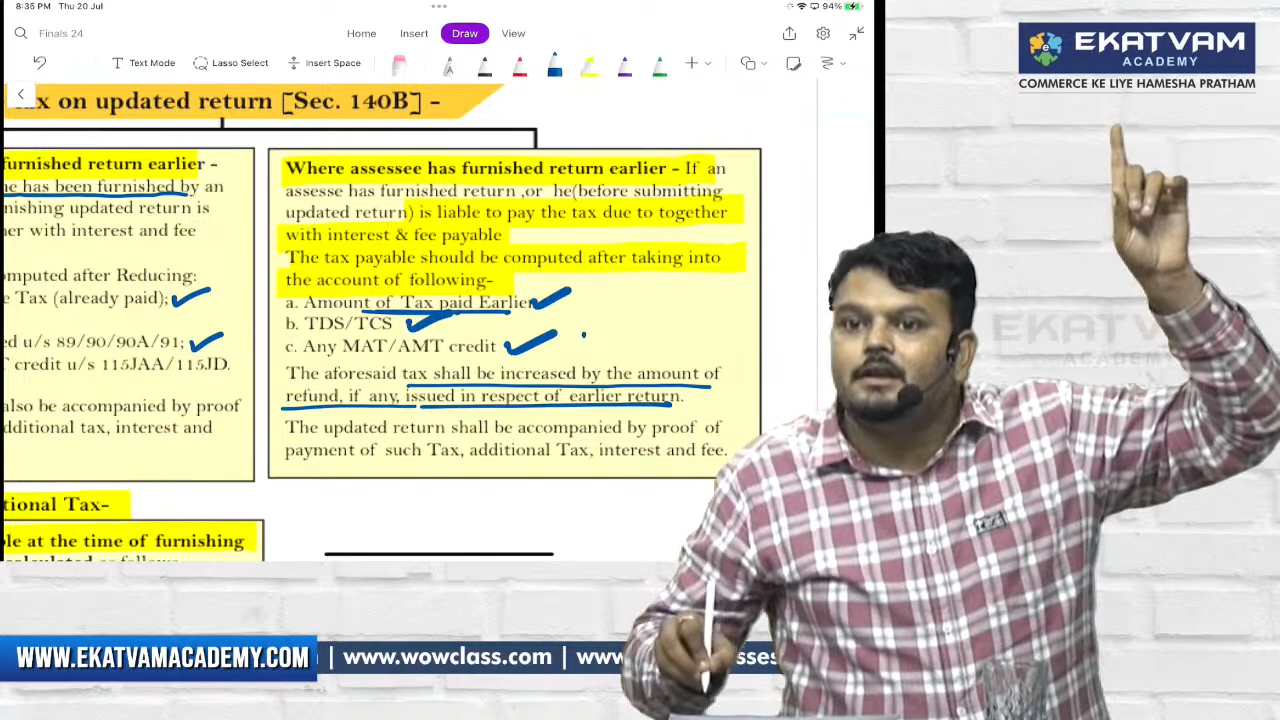 8:35 PM Thu 20 Jul
94%
Finals 24
Home Insert Draw View
Text Mode Lasso Select Insert Space
tax on updated return [Sec. 140B] -
furnished return earlier -
he has been furnished by an
nishing updated return is
her with interest and fee
omputed after Reducing:
e Tax (already paid);
ed u/s 89/90/90A/91;
T credit u/s 115JAA/115JD.
also be accompanied by proof
dditional tax, interest and
Where assessee has furnished return earlier - If an
assesse has furnished return ,or he(before submitting
updated return) is liable to pay the tax due to together
with interest & fee payable
The tax payable should be computed after taking into
the account of following-
a. Amount of Tax paid Earlier
b. TDS/TCS
c. Any MAT/AMT credit
The aforesaid tax shall be increased by the amount of
refund, if any, issued in respect of earlier return.
The updated return shall be accompanied by proof of
payment of such Tax, additional Tax, interest and fee.
tional Tax-
ble at the time of furnishing
EKATVAM
ACADEMY
COMMERCE KE LIYE HAMESHA PRATHAM
EKATVAM
ACADEMY
WWW.EKATVAMACADEMY.COM | www.wowclass.com |